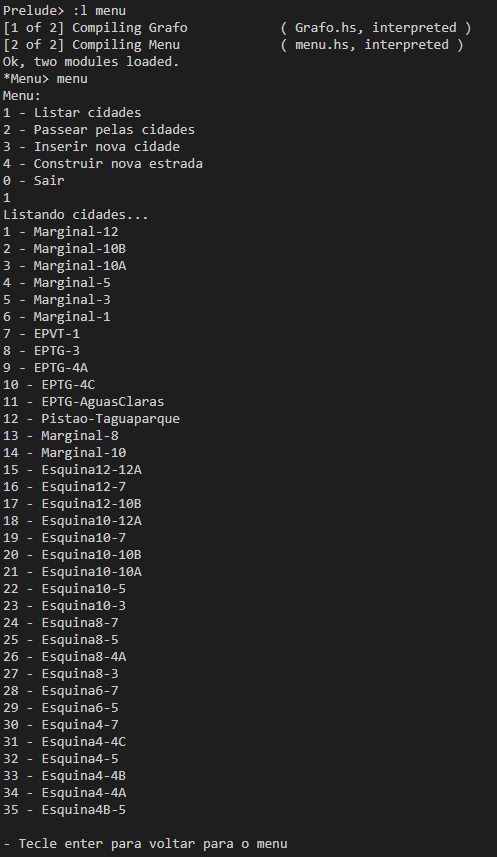 Prelude> :l menu
[1 of 2] Compiling Grafo            ( Grafo.hs, interpreted )
[2 of 2] Compiling Menu             ( menu.hs, interpreted )
Ok, two modules loaded.
*Menu> menu
Menu:
1 - Listar cidades
2 - Passear pelas cidades
3 - Inserir nova cidade
4 - Construir nova estrada
0 - Sair
1
Listando cidades...
1 - Marginal-12
2 - Marginal-10B
3 - Marginal-10A
4 - Marginal-5
5 - Marginal-3
6 - Marginal-1
7 - EPVT-1
8 - EPTG-3
9 - EPTG-4A
10 - EPTG-4C
11 - EPTG-AguasClaras
12 - Pistao-Taguaparque
13 - Marginal-8
14 - Marginal-10
15 - Esquina12-12A
16 - Esquina12-7
17 - Esquina12-10B
18 - Esquina10-12A
19 - Esquina10-7
20 - Esquina10-10B
21 - Esquina10-10A
22 - Esquina10-5
23 - Esquina10-3
24 - Esquina8-7
25 - Esquina8-5
26 - Esquina8-4A
27 - Esquina8-3
28 - Esquina6-7
29 - Esquina6-5
30 - Esquina4-7
31 - Esquina4-4C
32 - Esquina4-5
33 - Esquina4-4B
34 - Esquina4-4A
35 - Esquina4B-5
- Tecle enter para voltar para o menu